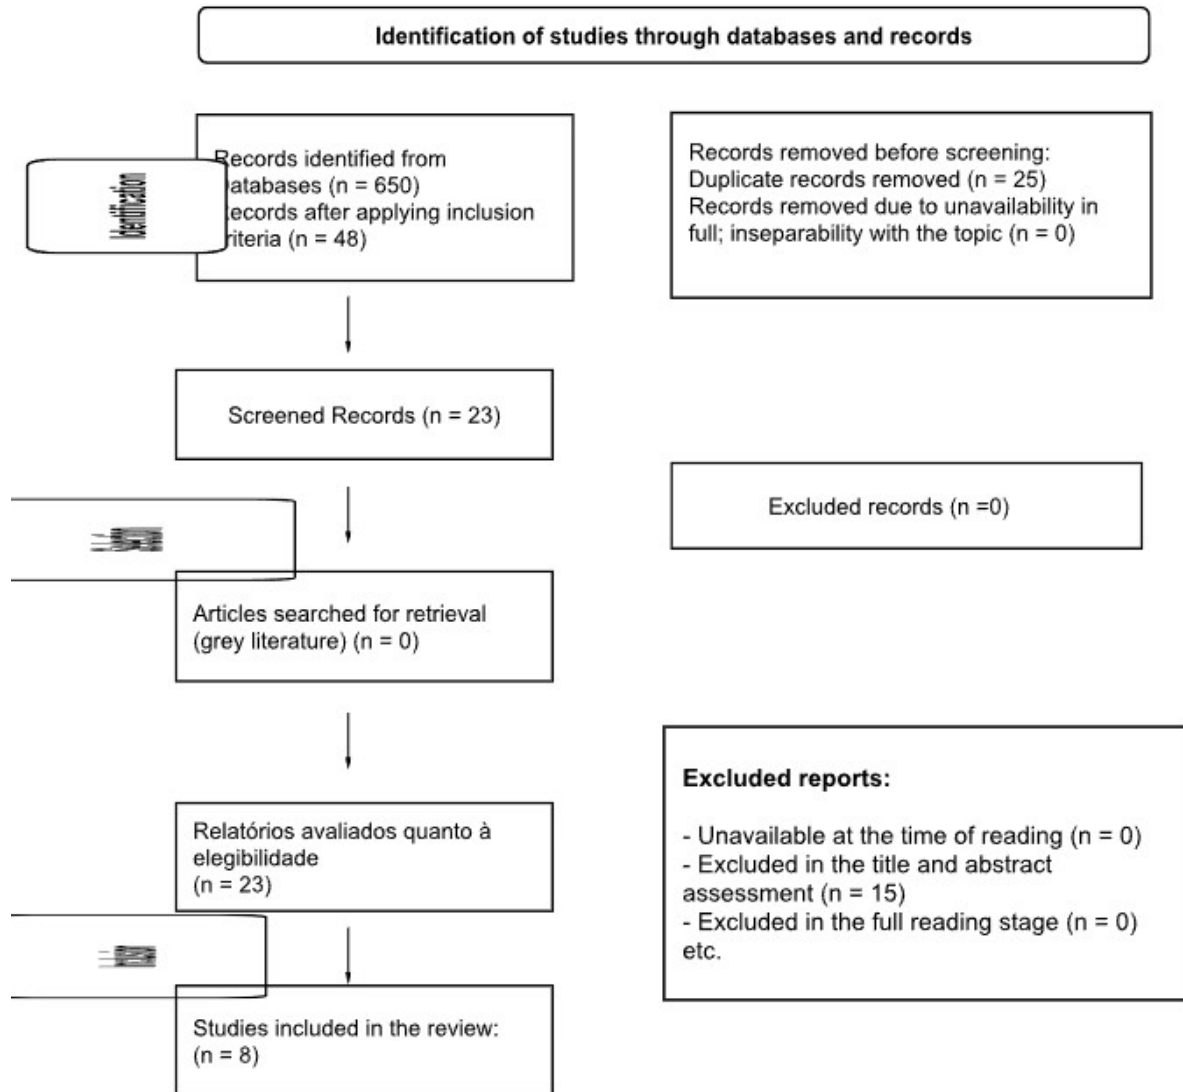 Identification of studies through databases and records
Records identified from
Databases (n = 650)
Records after applying inclusion
criteria (n = 48)
Identification
Records removed before screening:
Duplicate records removed (n = 25)
Records removed due to unavailability in
full; inseparability with the topic (n = 0)
Screened Records (n = 23)
Excluded records (n =0)
Articles searched for retrieval
(grey literature) (n = 0)
Relatórios avaliados quanto à
elegibilidade
(n = 23)
Excluded reports:
- Unavailable at the time of reading (n = 0)
- Excluded in the title and abstract
assessment (n = 15)
- Excluded in the full reading stage (n = 0)
etc.
Studies included in the review:
(n = 8)